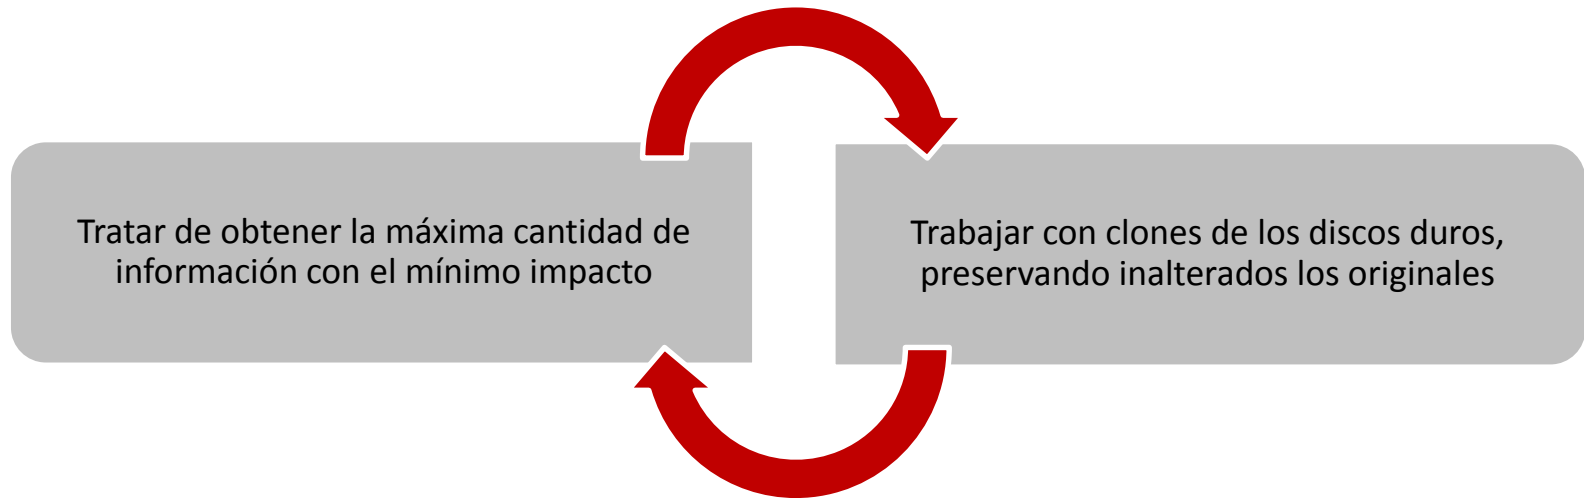 Tratar de obtener la máxima cantidad de
información con el mínimo impacto
Trabajar con clones de los discos duros,
preservando inalterados los originales